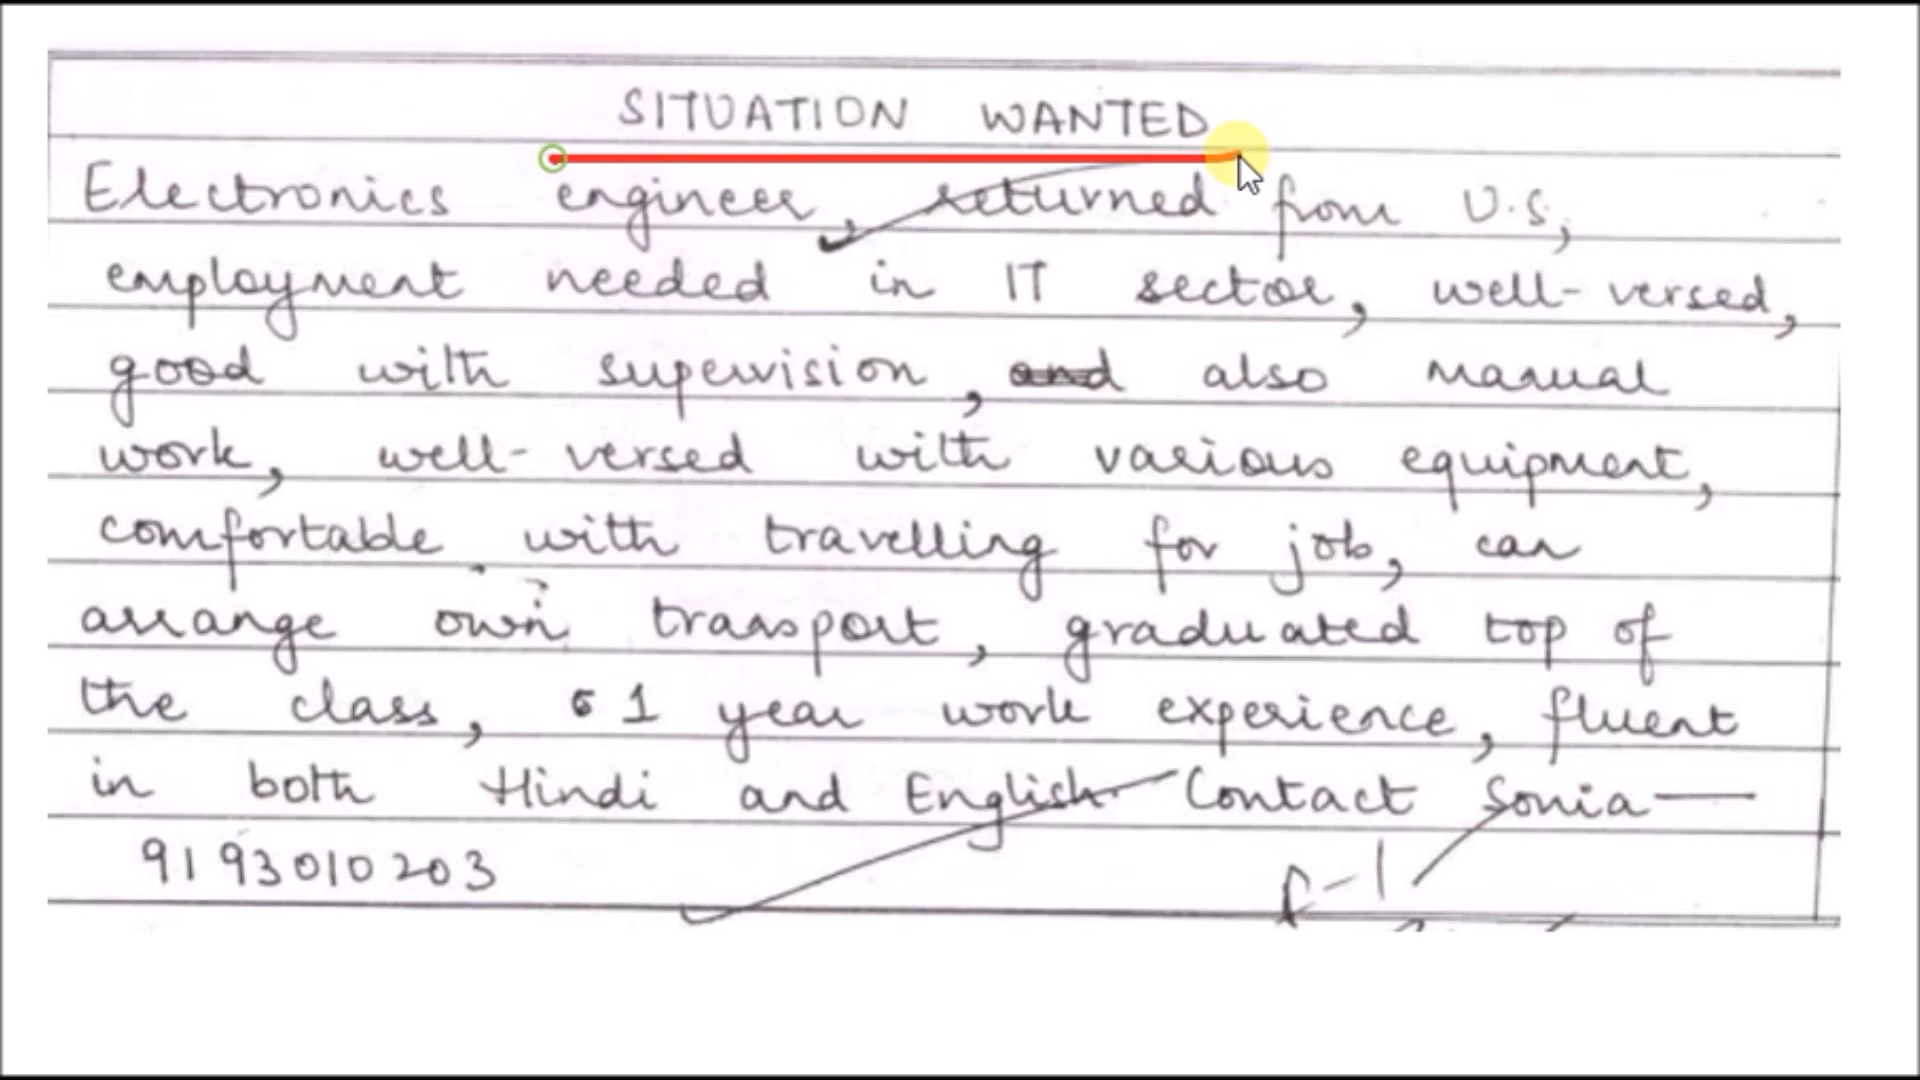 SITUATION WANTED
Electronics engineer, returned from U.S,
employment needed in IT sector, well-versed,
good with supervision, and also manual
work, well-versed with various equipment,
comfortable with travelling for job, can
arrange own transport, graduated top of
the class, 1 year work experience, fluent
in both Hindi and English. Contact Sonia—
9193010203